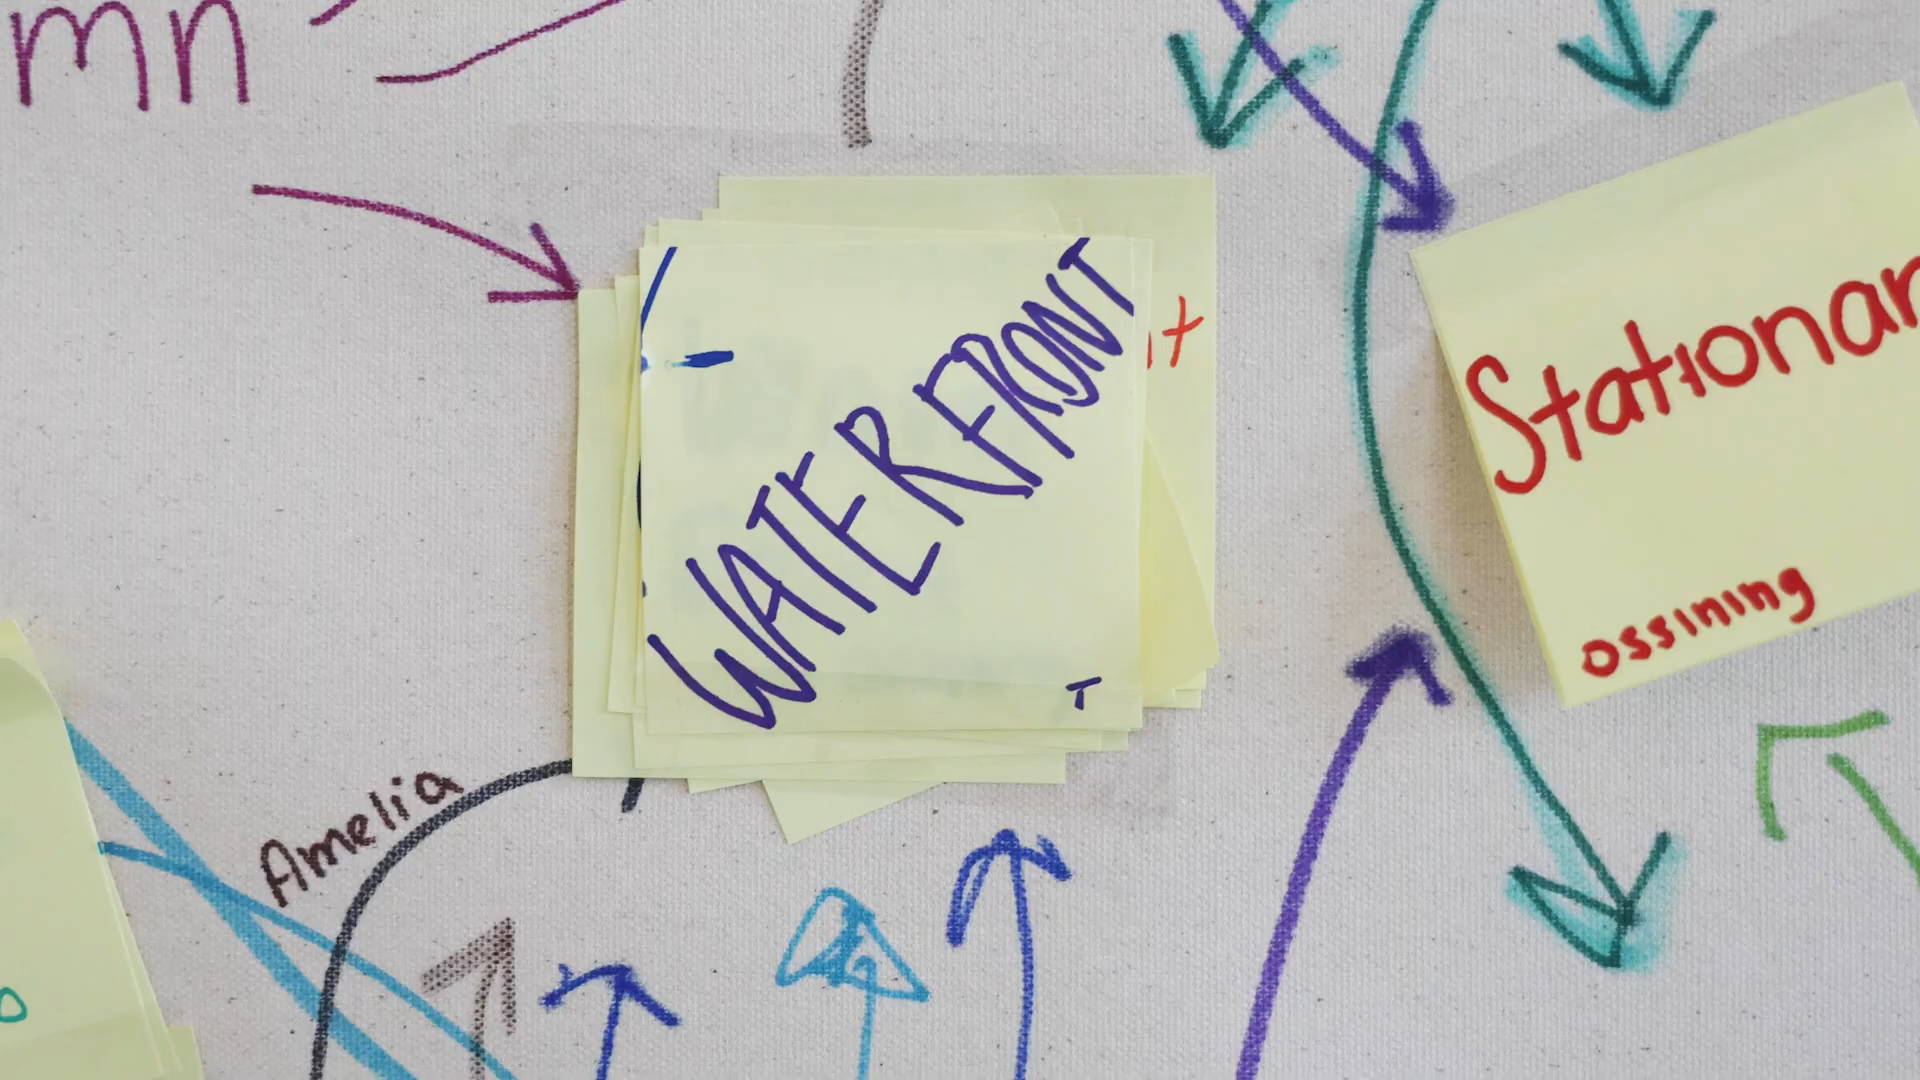 mn
WATERFRONT
T
Stationar
ossining
Amelia